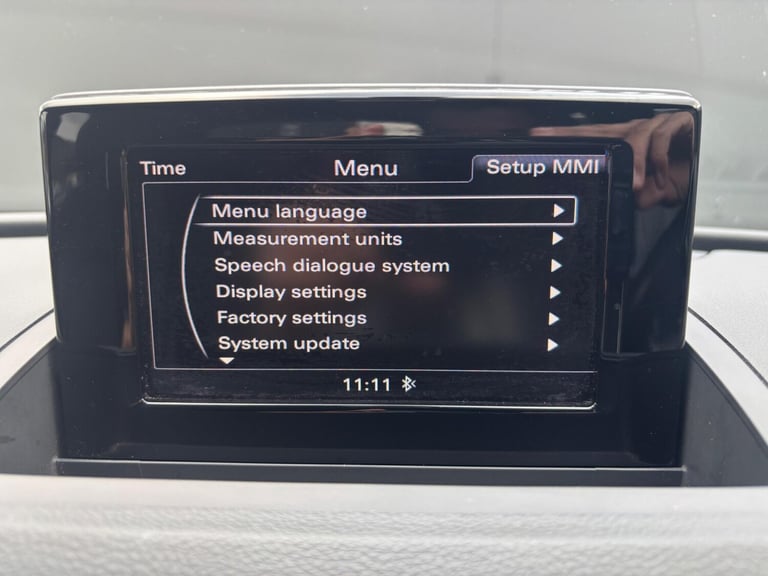 Time Menu Setup MMI
Menu language
Measurement units
Speech dialogue system
Display settings
Factory settings
System update
11:11